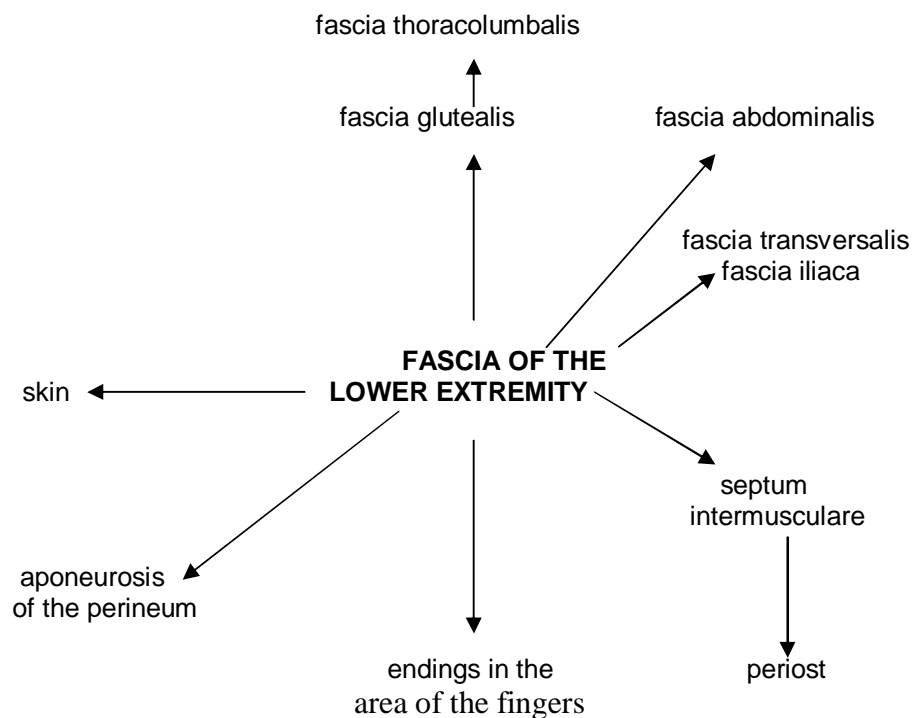 fascia thoracolumbalis
fascia glutealis
fascia abdominalis
fascia transversalis
fascia iliaca
FASCIA OF THE
LOWER EXTREMITY
skin
septum
intermusculare
aponeurosis
of the perineum
endings in the
area of the fingers
periost